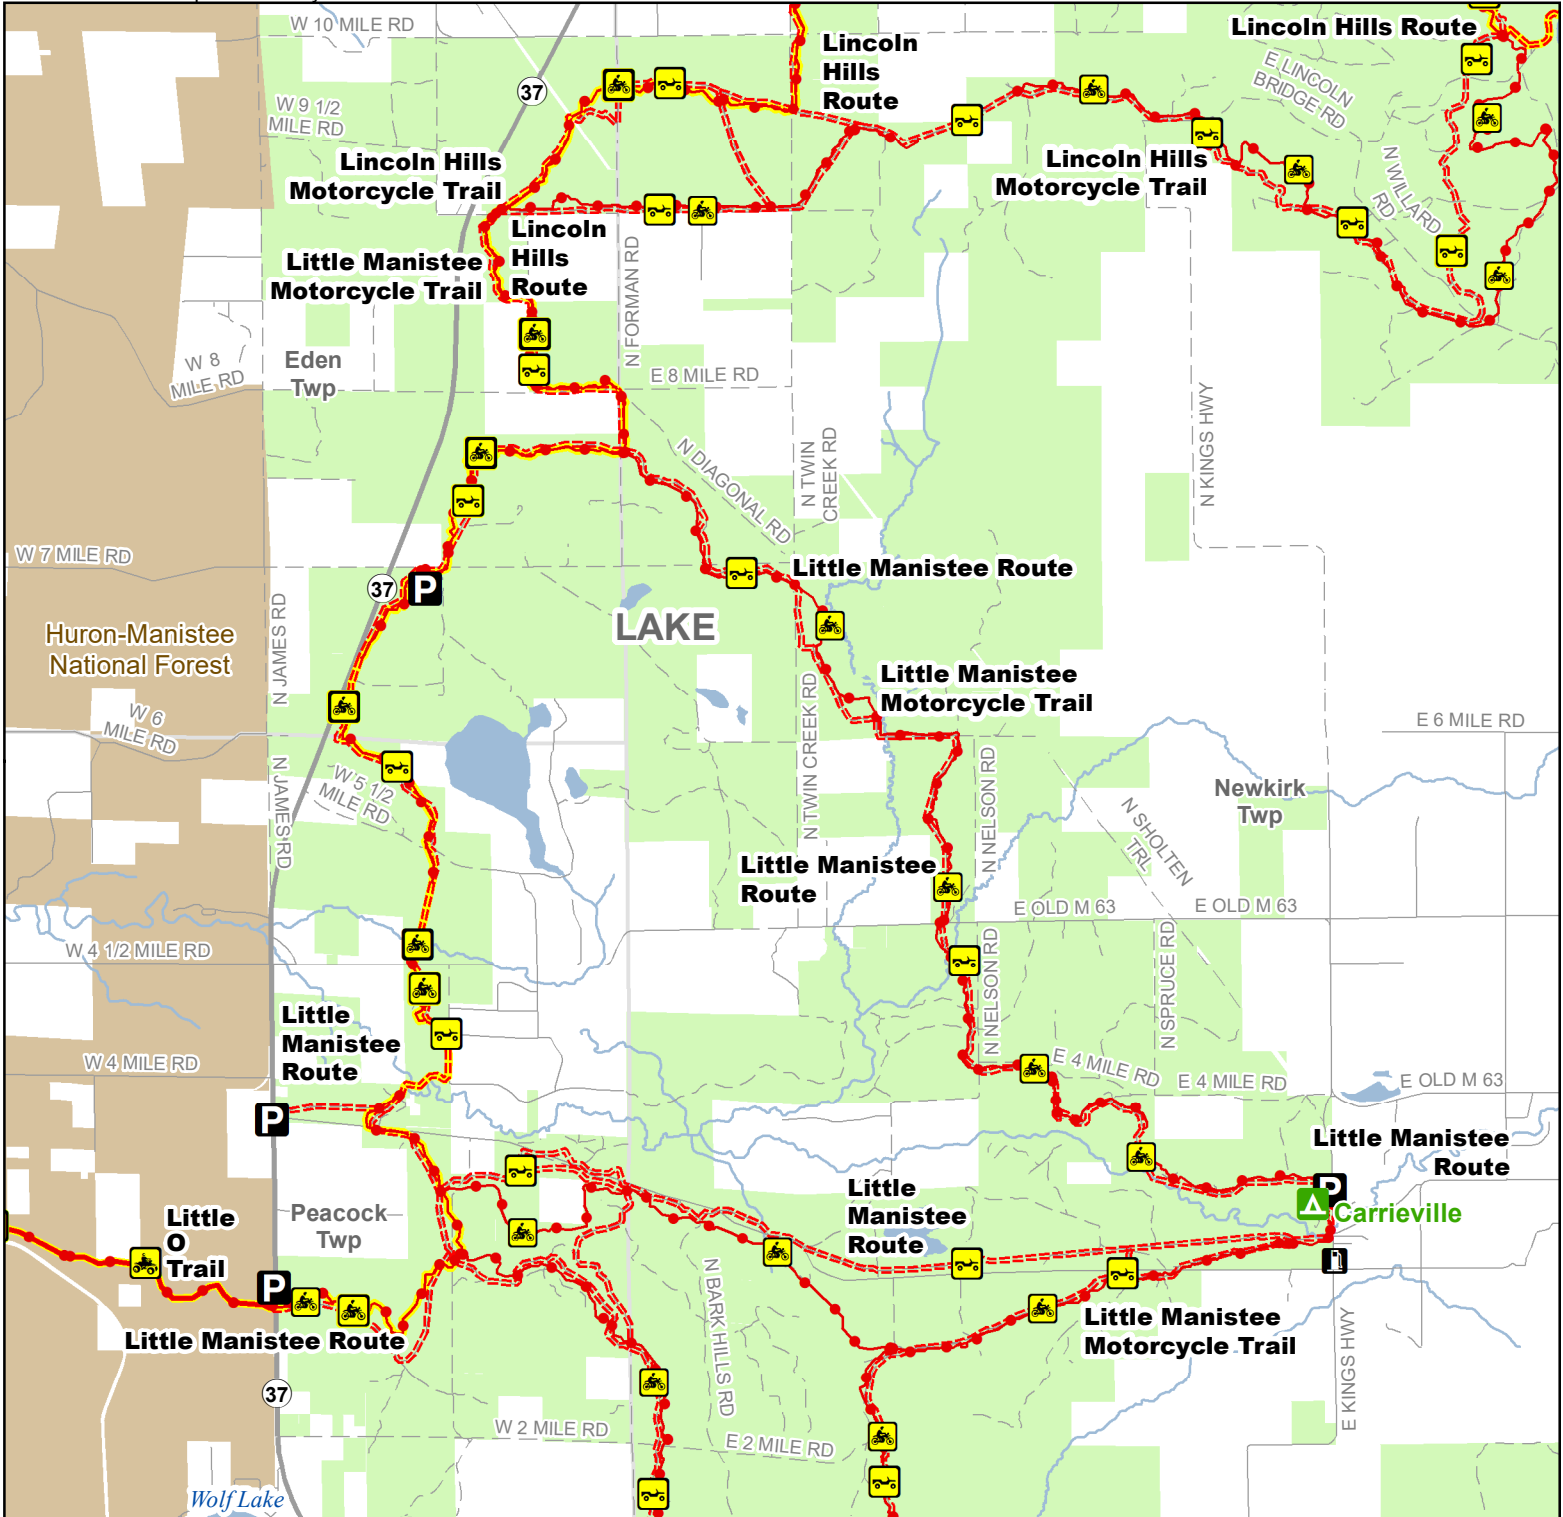 W 10 MILE RD
Lincoln Hills Route
Lincoln
Hills
Route
37
E LINCOLN
BRIDGE RD
W 9 1/2
MILE RD
Lincoln Hills
Motorcycle Trail
Lincoln Hills
Motorcycle Trail
N WILLARD
RD
Lincoln
Hills
Route
Little Manistee
Motorcycle Trail
N FORMAN RD
W 8
MILE RD
Eden
Twp
E 8 MILE RD
N KINGS HWY
N DIAGONAL RD
N TWIN
CREEK RD
W 7 MILE RD
37
P
Little Manistee Route
N JAMES RD
LAKE
Huron-Manistee
National Forest
Little Manistee
Motorcycle Trail
N TWIN CREEK RD
W 6
MILE RD
E 6 MILE RD
N JAMES RD
W 5 1/2
MILE RD
N NELSON RD
Newkirk
Twp
N SHOLTEN
TRL
Little Manistee
Route
E OLD M 63
E OLD M 63
W 4 1/2 MILE RD
N NELSON RD
N SPRUCE RD
Little
Manistee
Route
W 4 MILE RD
E 4 MILE RD
E 4 MILE RD
E OLD M 63
P
Little Manistee
Route
P
Carrieville
Little
Manistee
Route
Little
O
Trail
Peacock
Twp
P
N BARK HILLS RD
Little Manistee Route
Little Manistee
Motorcycle Trail
E KINGS HWY
37
W 2 MILE RD
E 2 MILE RD
Wolf Lake